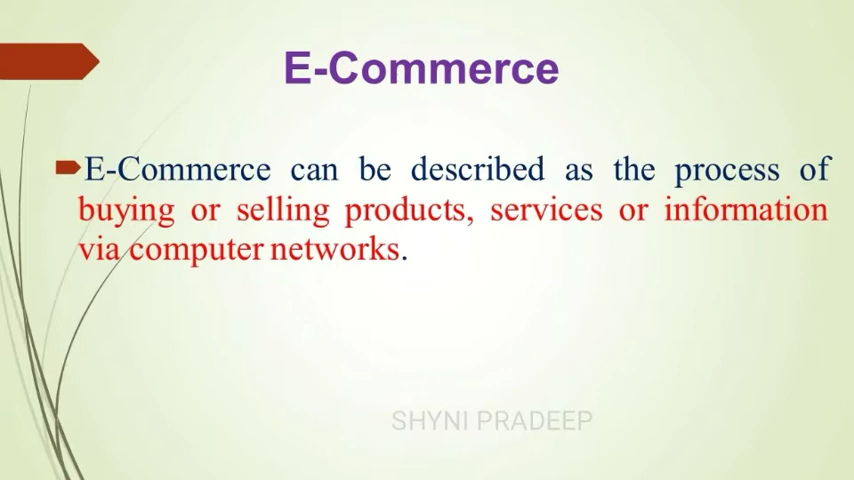 E-Commerce
E-Commerce can be described as the process of
buying or selling products, services or information
via computer networks.
SHYNI PRADEEP